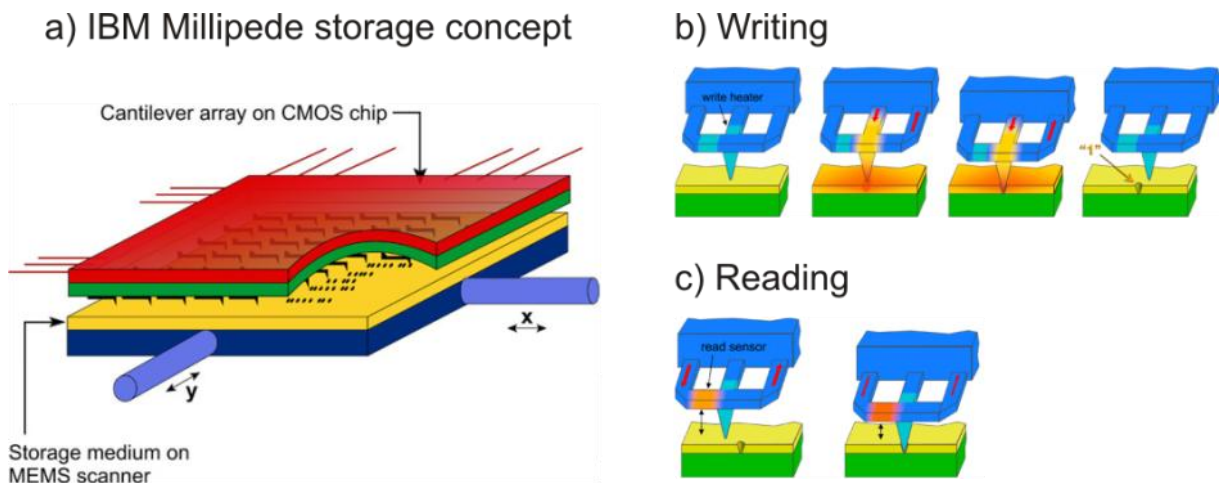 a) IBM Millipede storage concept
Cantilever array on CMOS chip
x
y
Storage medium on
MEMS scanner
b) Writing
write heater
"1"
c) Reading
read sensor